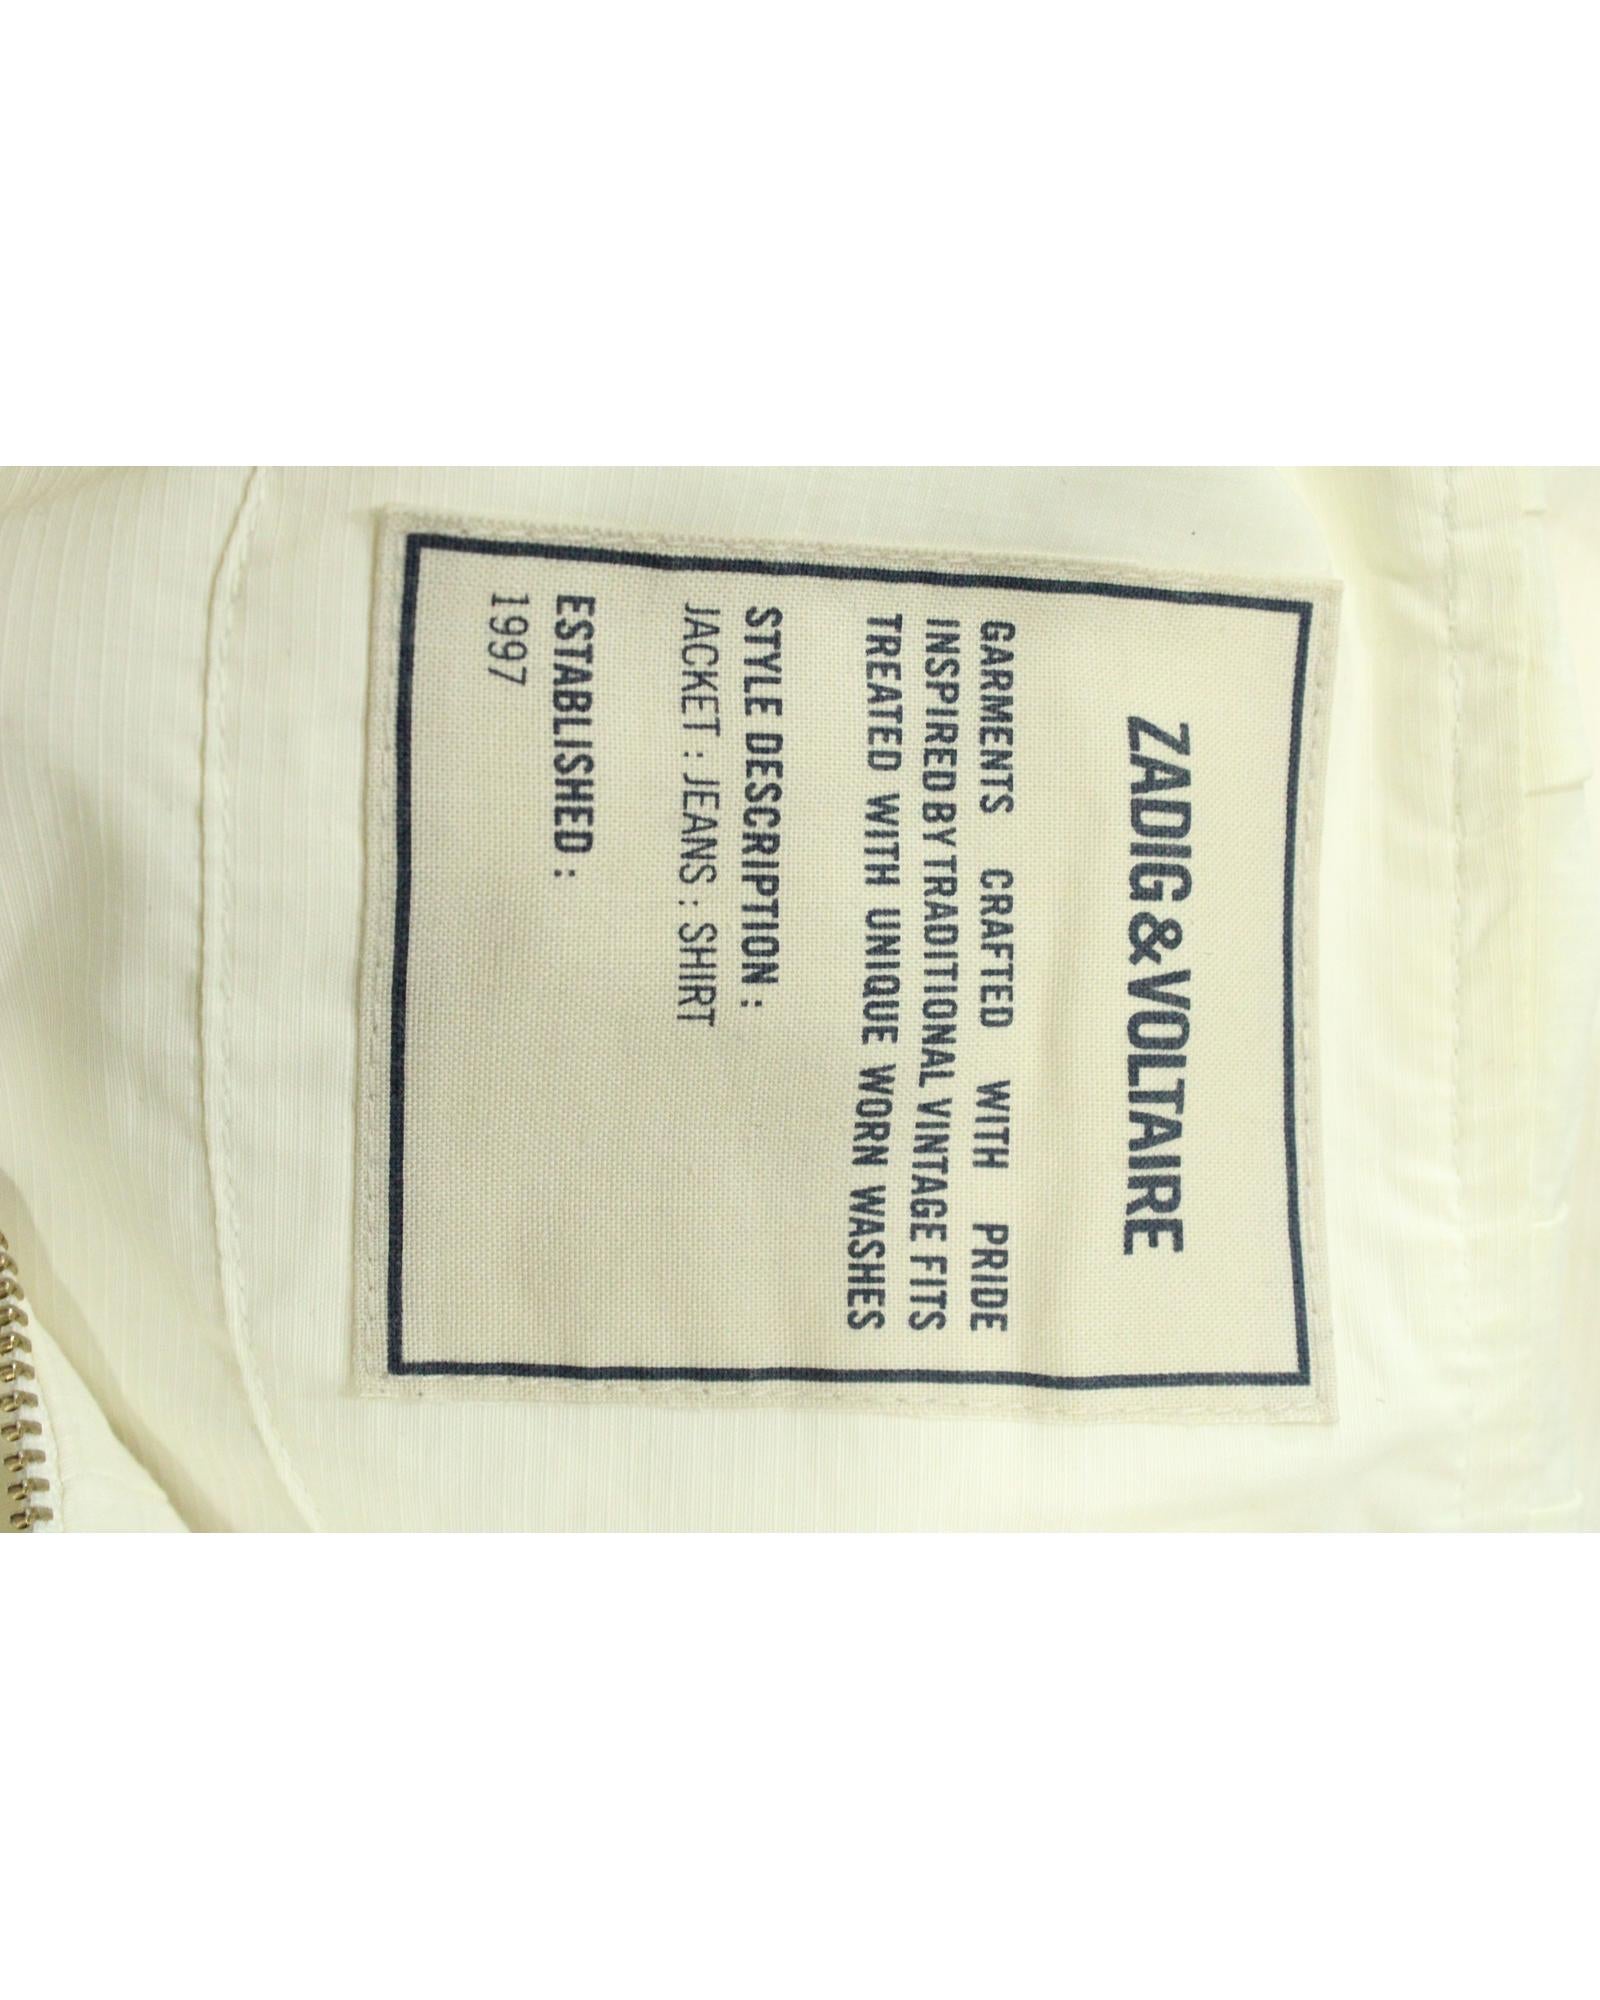 ZADIG&VOLTAIRE
GARMENTS CRAFTED WITH PRIDE
INSPIRED BY TRADITIONAL VINTAGE FITS
TREATED WITH UNIQUE WORN WASHES
STYLE DESCRIPTION :
JACKET : JEANS : SHIRT
ESTABLISHED :
1997